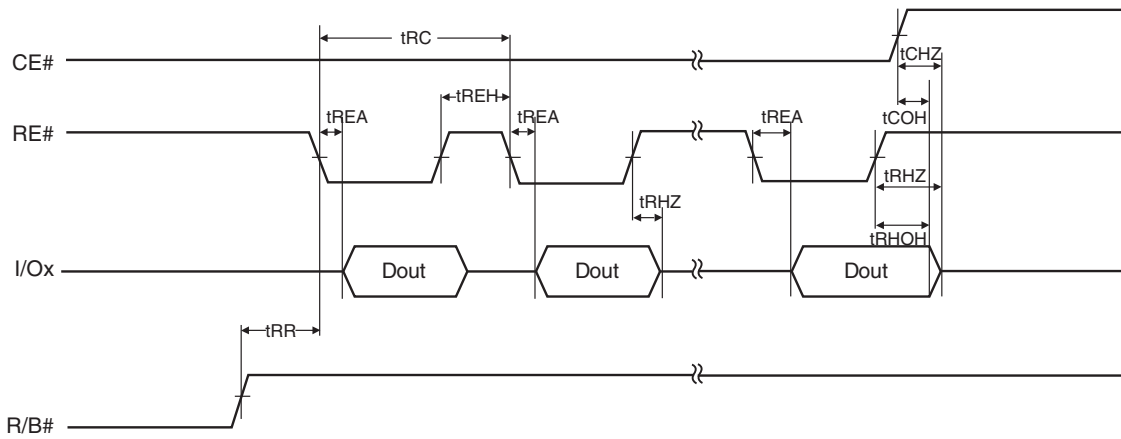 tRC
tCHZ
CE#
tREH
tREA
tREA
tREA
tCOH
RE#
tRHZ
tRHZ
tRHOH
I/Ox
Dout
Dout
Dout
tRR
R/B#